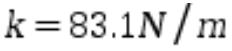 k = 83.1N/m